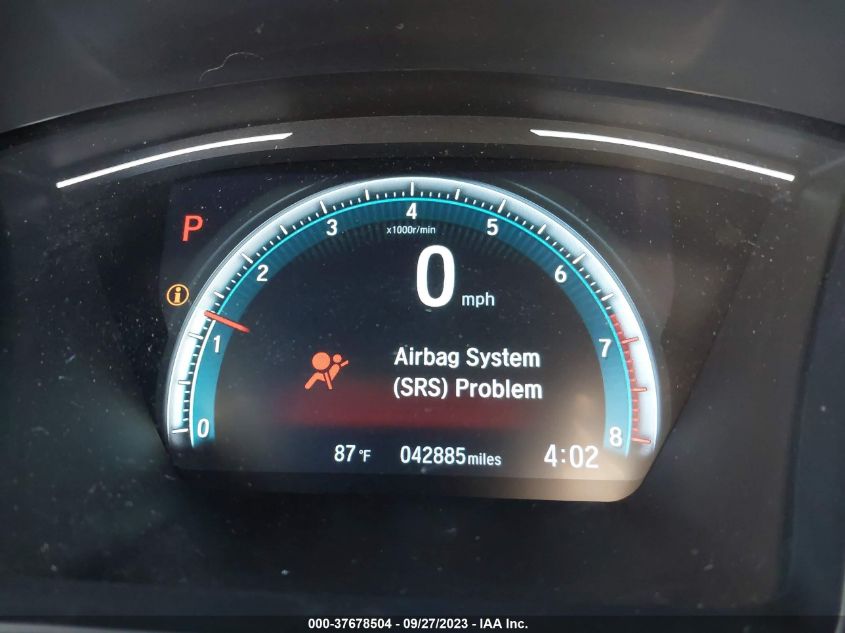 P
4
3
5
x1000r/min
2
6
0 mph
i
1
7
Airbag System
(SRS) Problem
0
8
87°F 042885 miles 4:02
000-37678504 - 09/27/2023 - IAA Inc.